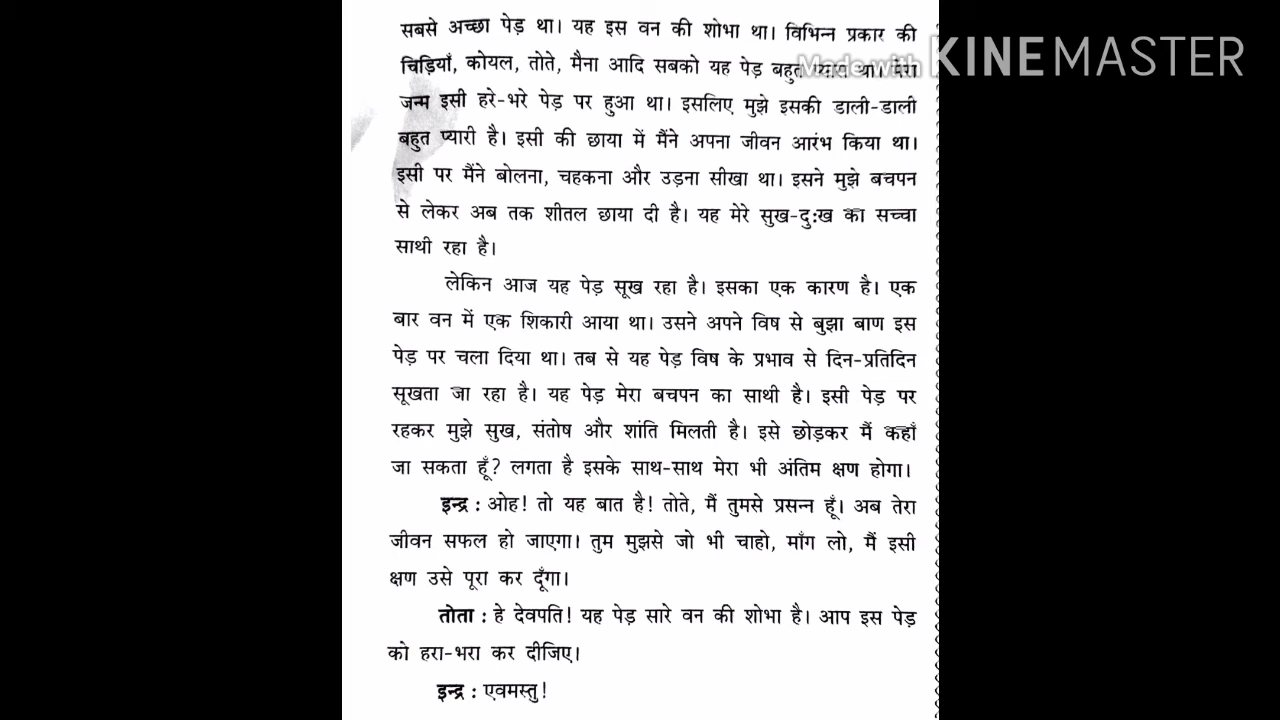 सबसे अच्छा पेड़ था। यह इस वन की शोभा था। विभिन्न प्रकार की
चिड़ियाँ, कोयल, तोते, मैना आदि सबको यह पेड़ बहुत प्यारा था। मेरा
Made with KINEMASTER
जन्म इसी हरे-भरे पेड़ पर हुआ था। इसलिए मुझे इसकी डाली-डाली
बहुत प्यारी है। इसी की छाया में मैंने अपना जीवन आरंभ किया था।
इसी पर मैंने बोलना, चहकना और उड़ना सीखा था। इसने मुझे बचपन
से लेकर अब तक शीतल छाया दी है। यह मेरे सुख-दुःख का सच्चा
साथी रहा है।
लेकिन आज यह पेड़ सूख रहा है। इसका एक कारण है। एक
बार वन में एक शिकारी आया था। उसने अपने विष से बुझा बाण इस
पेड़ पर चला दिया था। तब से यह पेड़ विष के प्रभाव से दिन-प्रतिदिन
सूखता जा रहा है। यह पेड़ मेरा बचपन का साथी है। इसी पेड़ पर
रहकर मुझे सुख, संतोष और शांति मिलती है। इसे छोड़कर मैं कहाँ
जा सकता हूँ? लगता है इसके साथ-साथ मेरा भी अंतिम क्षण होगा।
इन्द्र : ओह! तो यह बात है! तोते, मैं तुमसे प्रसन्न हूँ। अब तेरा
जीवन सफल हो जाएगा। तुम मुझसे जो भी चाहो, माँग लो, मैं इसी
क्षण उसे पूरा कर दूँगा।
तोता : हे देवपति! यह पेड़ सारे वन की शोभा है। आप इस पेड़
को हरा-भरा कर दीजिए।
इन्द्र : एवमस्तु!